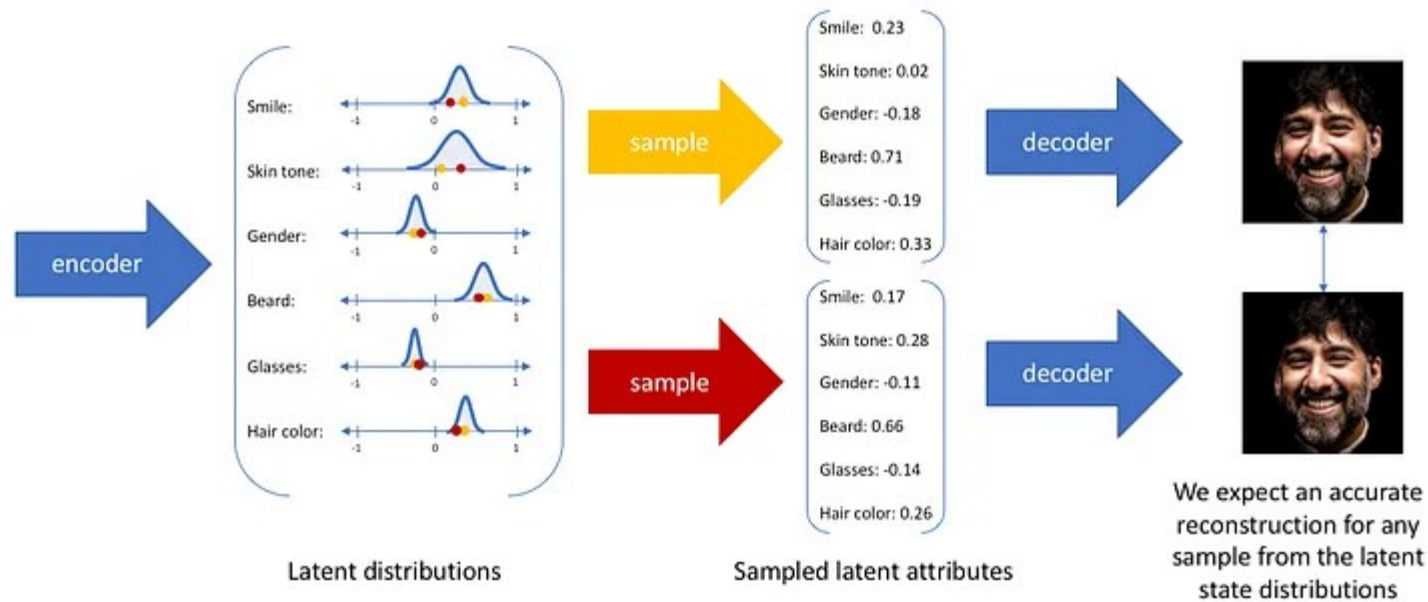 encoder
Smile:
-1 0 1
Skin tone:
-1 0 1
Gender:
-1 0 1
Beard:
-1 0 1
Glasses:
-1 0 1
Hair color:
-1 0 1
Latent distributions
sample
sample
Smile: 0.23
Skin tone: 0.02
Gender: -0.18
Beard: 0.71
Glasses: -0.19
Hair color: 0.33
Smile: 0.17
Skin tone: 0.28
Gender: -0.11
Beard: 0.66
Glasses: -0.14
Hair color: 0.26
Sampled latent attributes
decoder
decoder
We expect an accurate
reconstruction for any
sample from the latent
state distributions